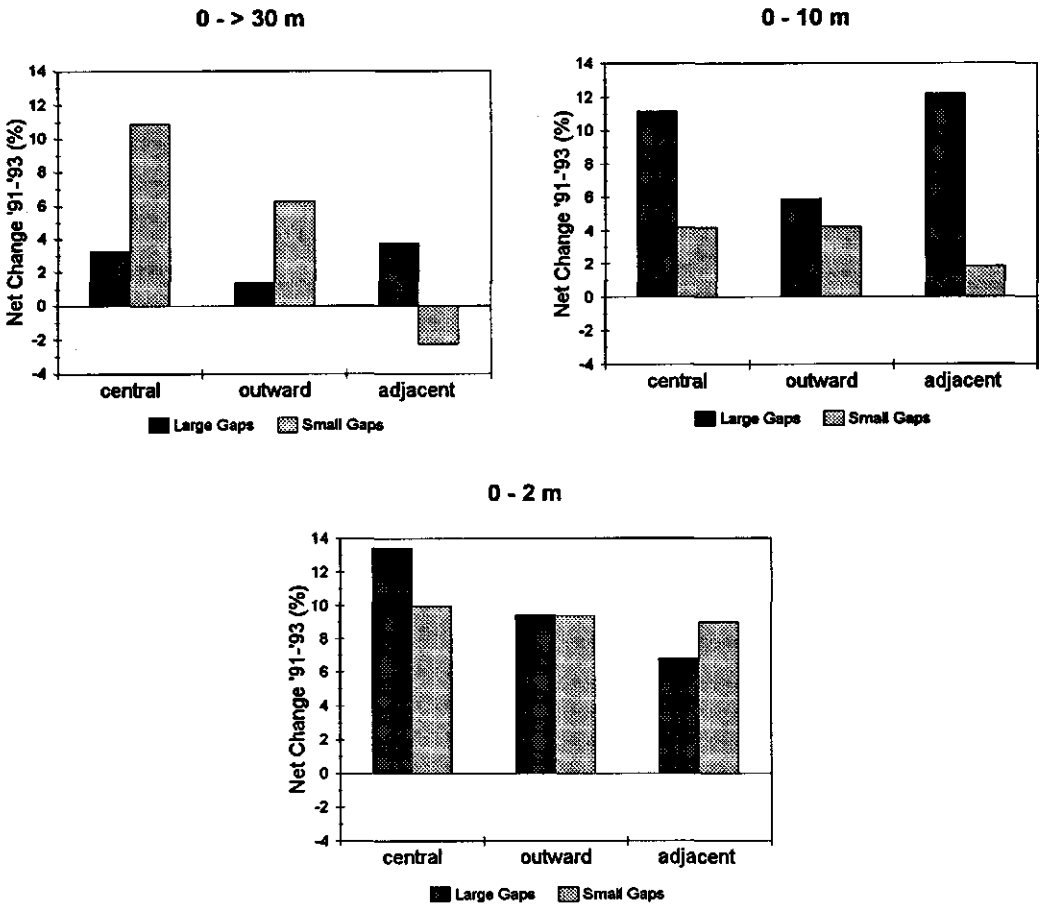 0 - > 30 m
Net Change '91-'93 (%)
14
12
10
8
6
4
2
0
-2
-4
central outward adjacent
Large Gaps Small Gaps
0 - 10 m
Net Change '91-'93 (%)
14
12
10
8
6
4
2
0
-2
-4
central outward adjacent
Large Gaps Small Gaps
0 - 2 m
Net Change '91-'93 (%)
14
12
10
8
6
4
2
0
-2
-4
central outward adjacent
Large Gaps Small Gaps